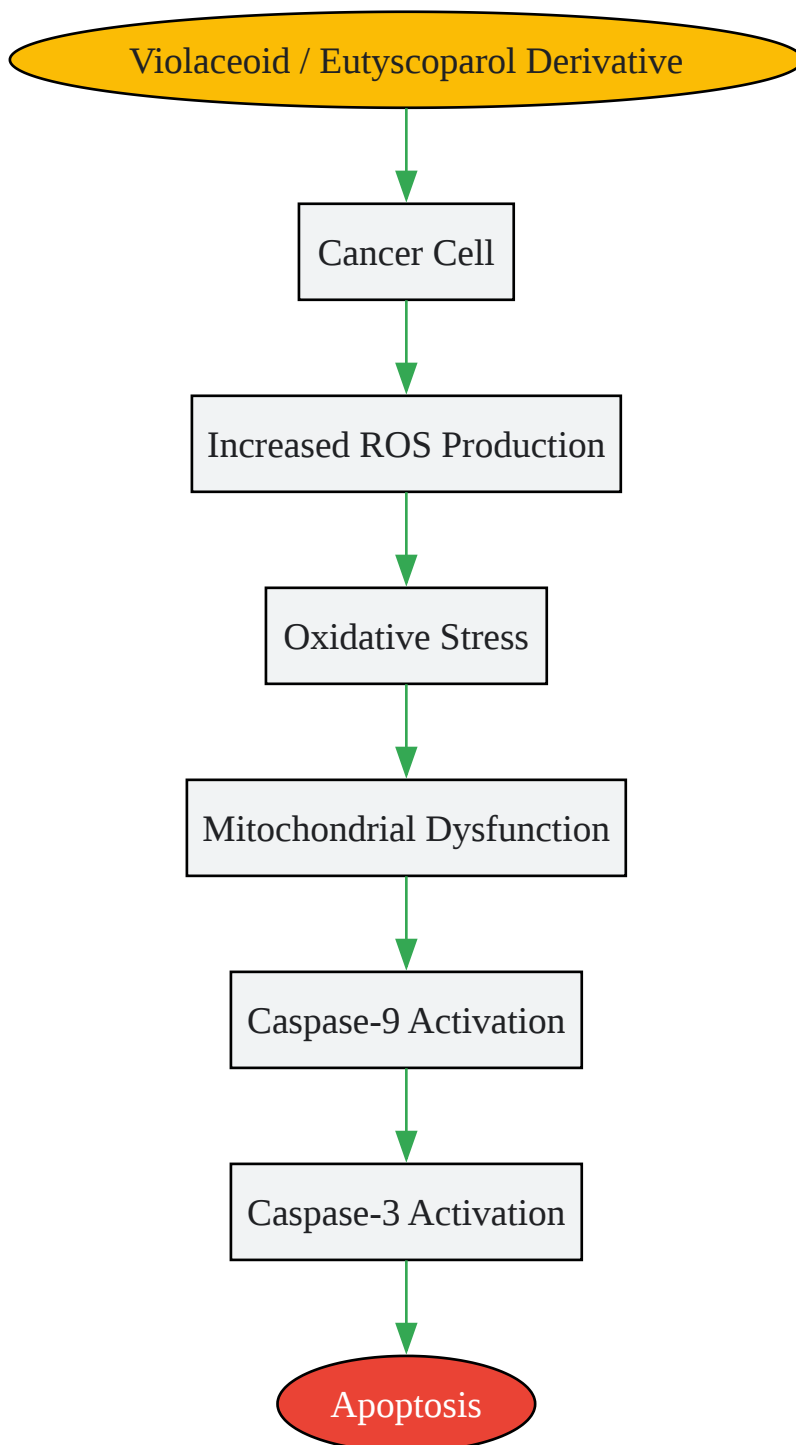 Violaceoid / Eutyscoparol Derivative
Cancer Cell
Increased ROS Production
Oxidative Stress
Mitochondrial Dysfunction
Caspase-9 Activation
Caspase-3 Activation
Apoptosis